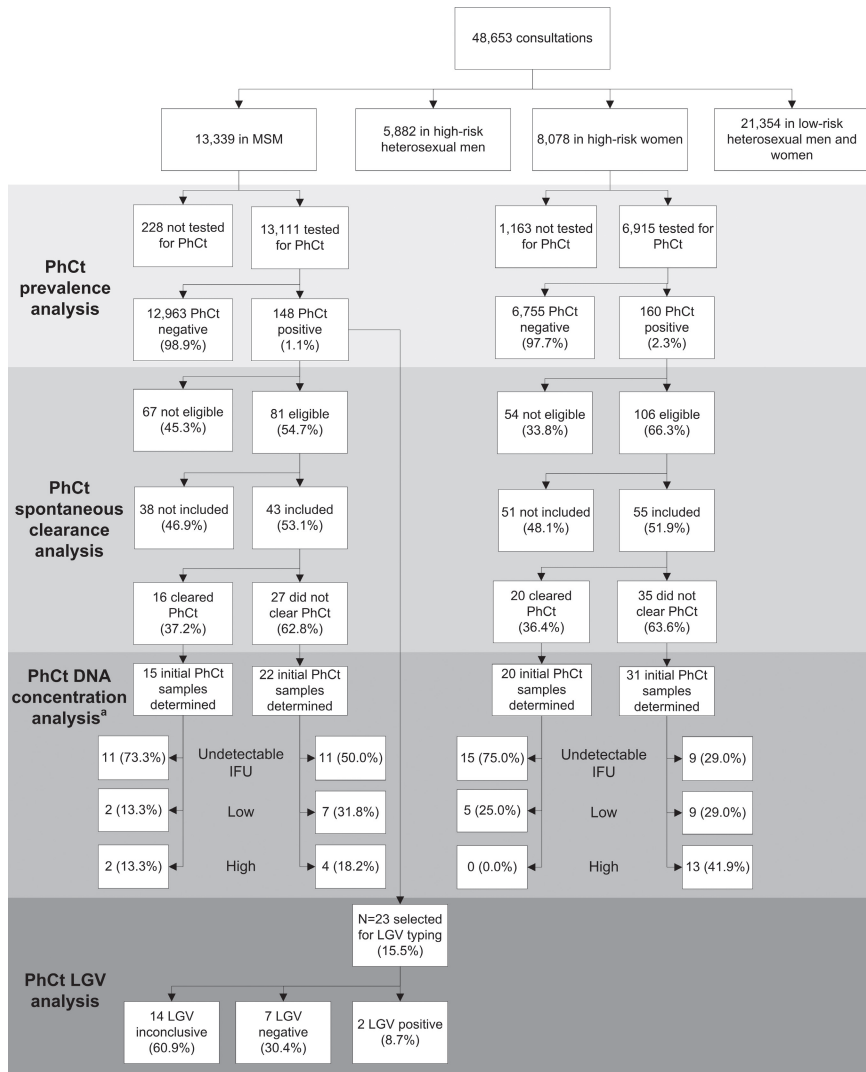 48,653 consultations
13,339 in MSM
5,882 in high-risk
heterosexual men
8,078 in high-risk women
21,354 in low-risk
heterosexual men and
women
PhCt
prevalence
analysis
228 not tested
for PhCt
13,111 tested
for PhCt
1,163 not tested
for PhCt
6,915 tested for
PhCt
12,963 PhCt
negative
(98.9%)
148 PhCt
positive
(1.1%)
6,755 PhCt
negative
(97.7%)
160 PhCt
positive
(2.3%)
PhCt
spontaneous
clearance
analysis
67 not eligible
(45.3%)
81 eligible
(54.7%)
54 not eligible
(33.8%)
106 eligible
(66.3%)
38 not included
(46.9%)
43 included
(53.1%)
51 not included
(48.1%)
55 included
(51.9%)
16 cleared
PhCt
(37.2%)
27 did not
clear PhCt
(62.8%)
20 cleared
PhCt
(36.4%)
35 did not
clear PhCt
(63.6%)
PhCt DNA
concentration
analysisa
15 initial PhCt
samples
determined
22 initial PhCt
samples
determined
20 initial PhCt
samples
determined
31 initial PhCt
samples
determined
11 (73.3%)
Undetectable
IFU
11 (50.0%)
15 (75.0%)
Undetectable
IFU
9 (29.0%)
2 (13.3%)
Low
7 (31.8%)
5 (25.0%)
Low
9 (29.0%)
2 (13.3%)
High
4 (18.2%)
0 (0.0%)
High
13 (41.9%)
PhCt LGV
analysis
N=23 selected
for LGV typing
(15.5%)
14 LGV
inconclusive
(60.9%)
7 LGV
negative
(30.4%)
2 LGV positive
(8.7%)